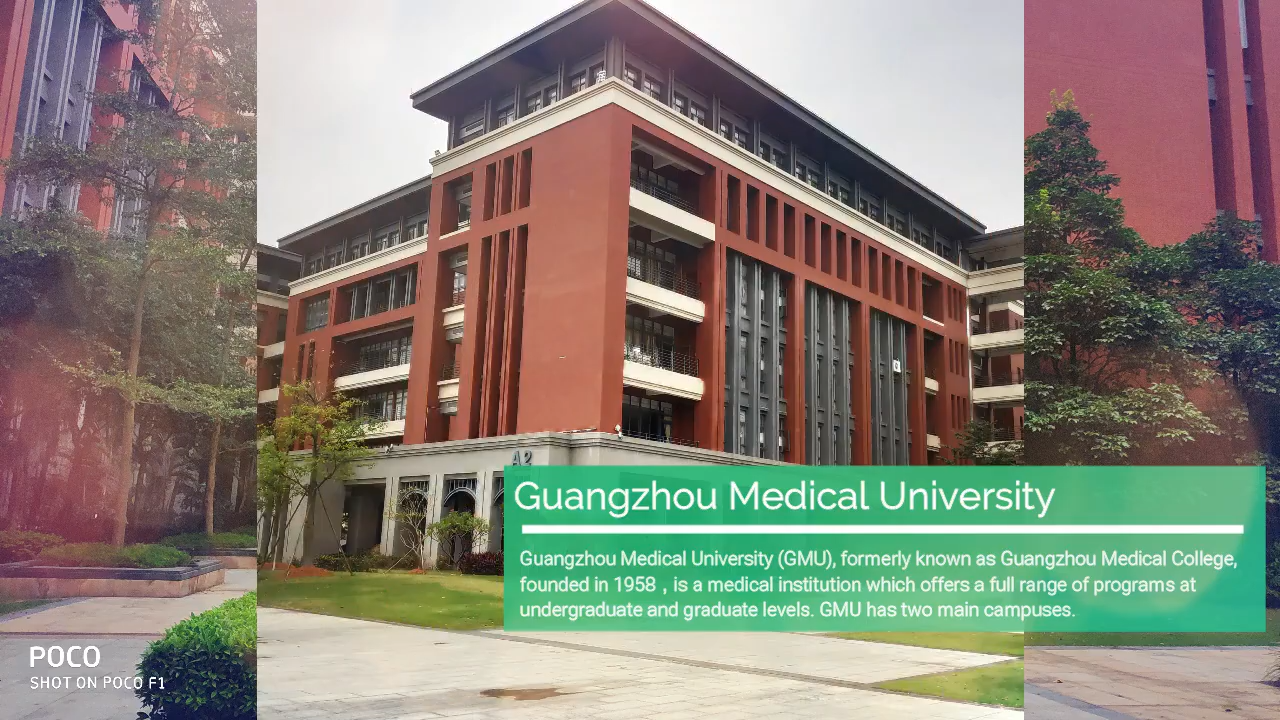 A2
Guangzhou Medical University
Guangzhou Medical University (GMU), formerly known as Guangzhou Medical College,
founded in 1958 , is a medical institution which offers a full range of programs at
undergraduate and graduate levels. GMU has two main campuses.
POCO
SHOT ON POCO F1